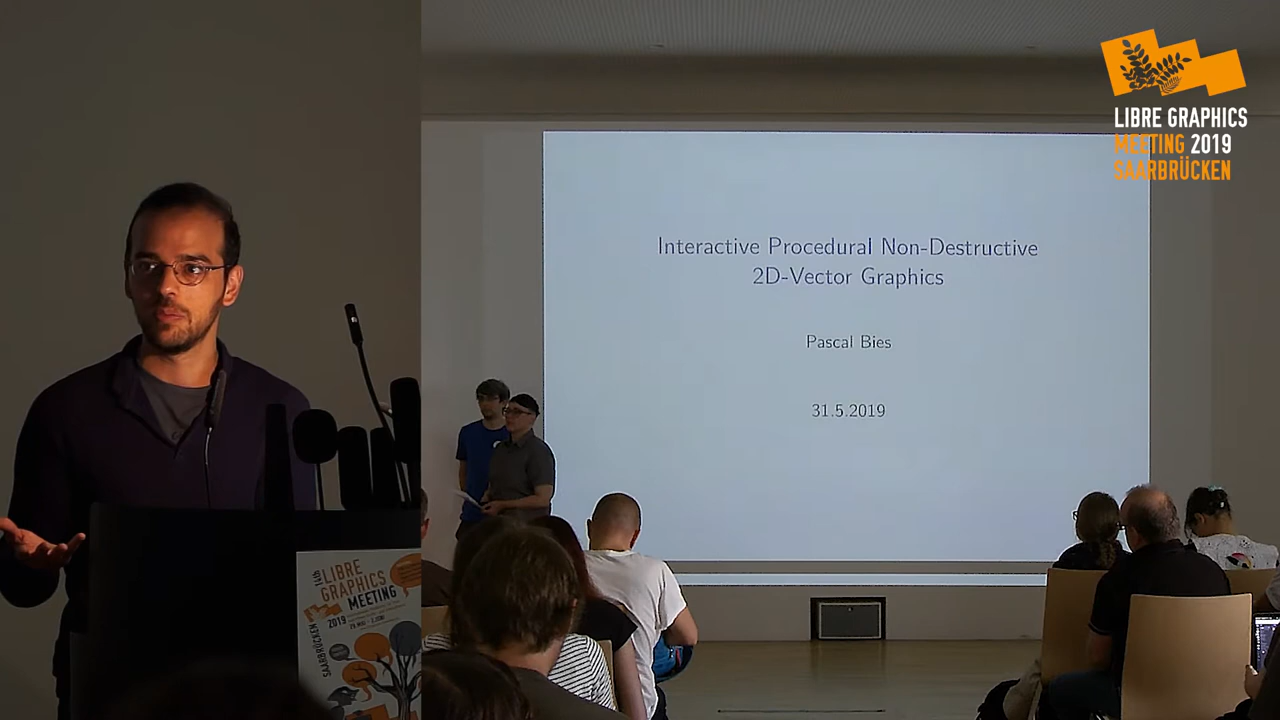 LIBRE GRAPHICS
MEETING 2019
SAARBRÜCKEN
Interactive Procedural Non-Destructive
2D-Vector Graphics
Pascal Bies
31.5.2019
14th
LIBRE
GRAPHICS
MEETING
2019
SAARBRÜCKEN